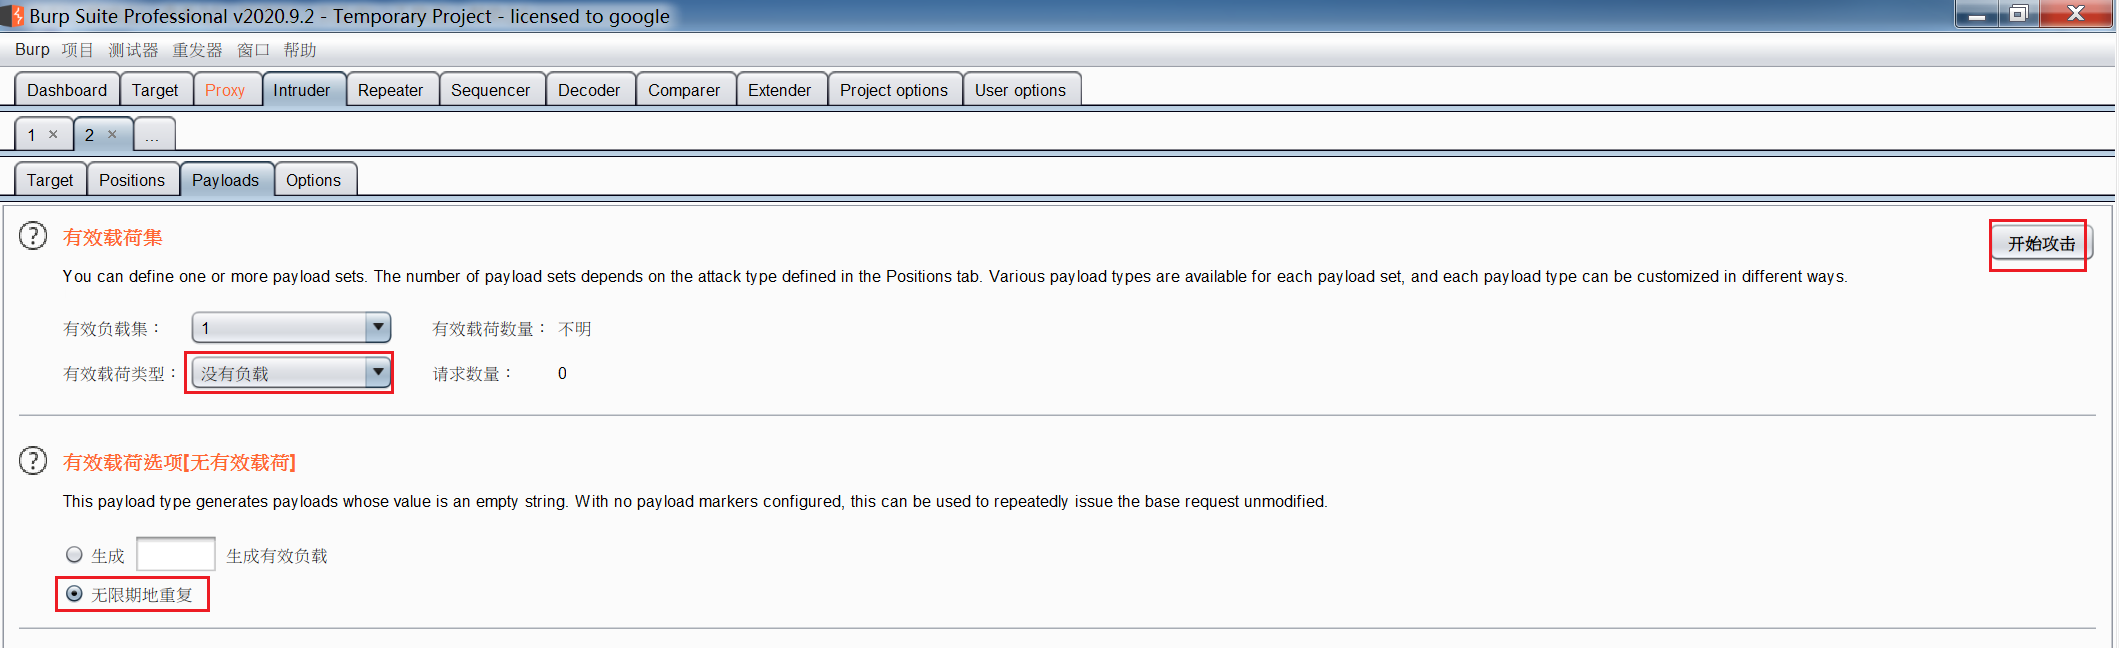 Burp Suite Professional v2020.9.2 - Temporary Project - licensed to google
Burp 项目 测试器 重发器 窗口 帮助
Dashboard Target Proxy Intruder Repeater Sequencer Decoder Comparer Extender Project options User options
1 × 2 × ...
Target Positions Payloads Options
? 有效载荷集 开始攻击
You can define one or more payload sets. The number of payload sets depends on the attack type defined in the Positions tab. Various payload types are available for each payload set, and each payload type can be customized in different ways.
有效负载集： 1 有效载荷数量： 不明
有效载荷类型： 没有负载 请求数量： 0
? 有效载荷选项[无有效载荷]
This payload type generates payloads whose value is an empty string. With no payload markers configured, this can be used to repeatedly issue the base request unmodified.
生成 生成有效负载
无限期地重复